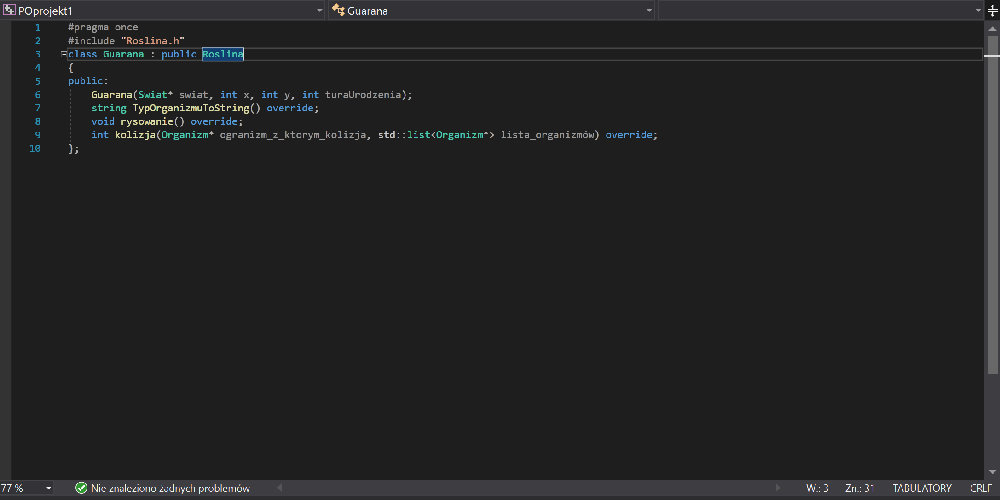 POprojekt1 Guarana
1 #pragma once
2 #include "Roslina.h"
3 class Guarana : public Roslina
4 {
5 public:
6 Guarana(Swiat* swiat, int x, int y, int turaUrodzenia);
7 string TypOrganizmuToString() override;
8 void rysowanie() override;
9 int kolizja(Organizm* ogranizm_z_ktorym_kolizja, std::list<Organizm*> lista_organizmów) override;
10 };
77 % Nie znaleziono żadnych problemów W.: 3 Zn.: 31 TABULATORY CRLF